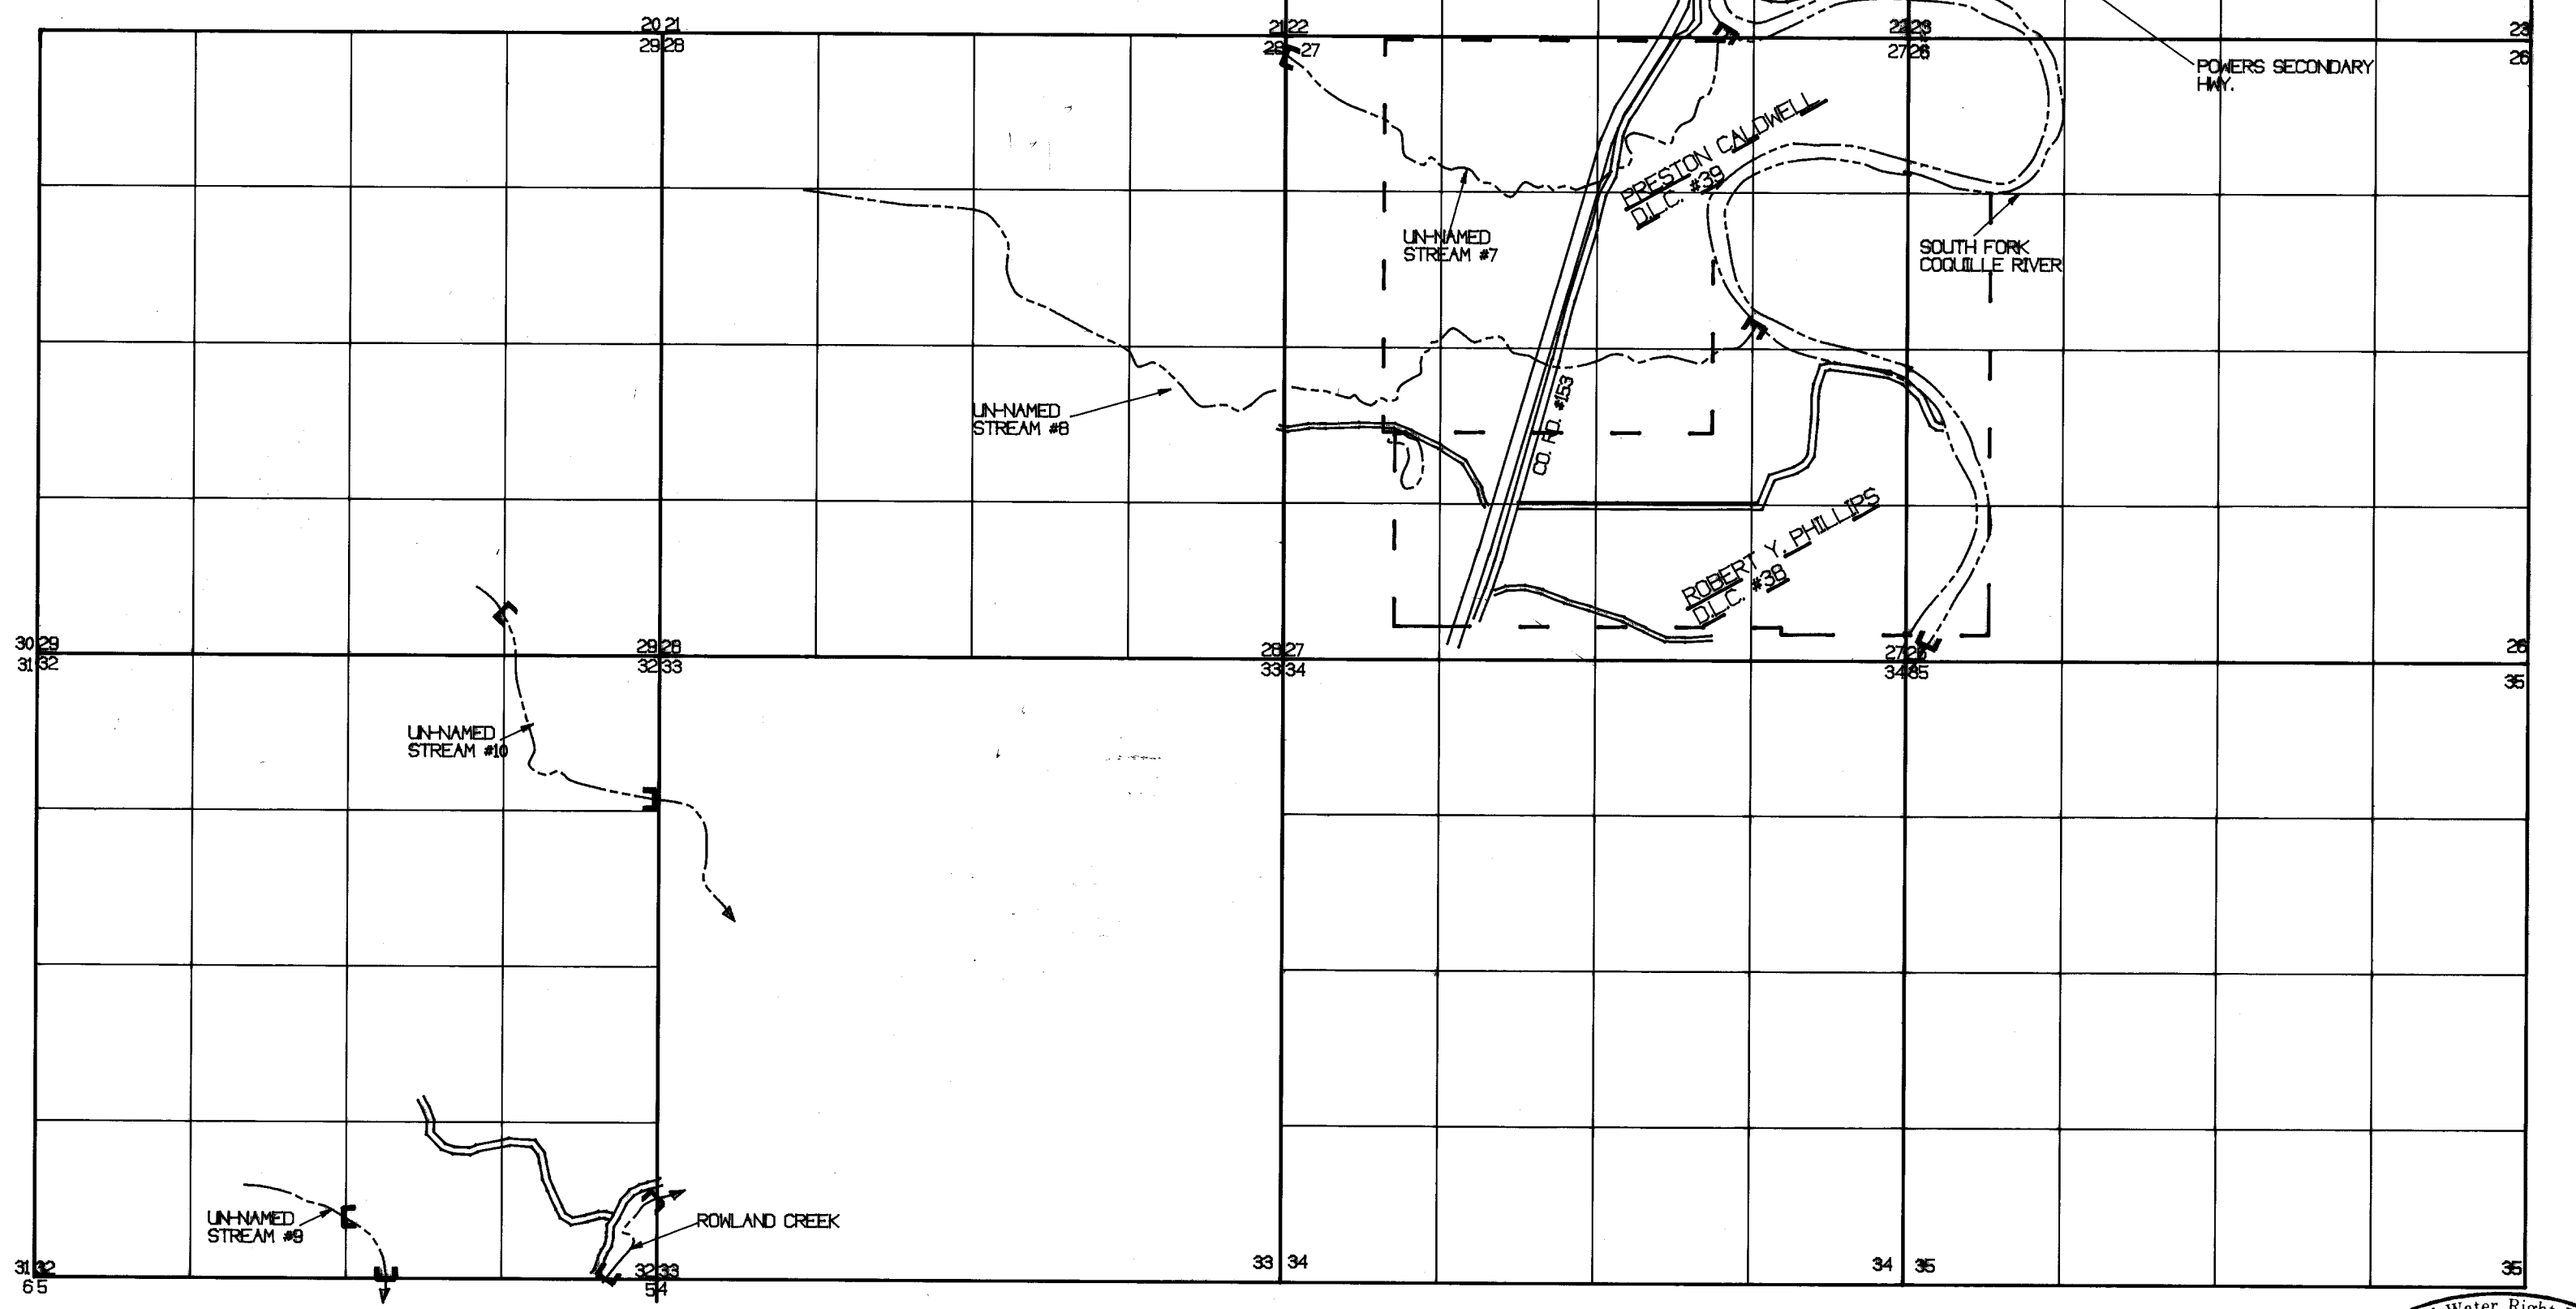 20 21
29 28
21 22
28 27
22 23
27 26
23
26
POWERS SECONDARY
HWY.
PRESTON CALDWELL
D.L.C. #39
UN-NAMED
STREAM #7
SOUTH FORK
COQUILLE RIVER
UN-NAMED
STREAM #8
CO. RD. #153
ROBERT Y. PHILLIPS
D.L.C. #38
30 29
31 32
29 28
32 33
28 27
33 34
27 26
34 35
26
35
UN-NAMED
STREAM #10
UN-NAMED
STREAM #9
ROWLAND CREEK
31 32
6 5
32 33
5 4
33 34
34 35
35
Water Right